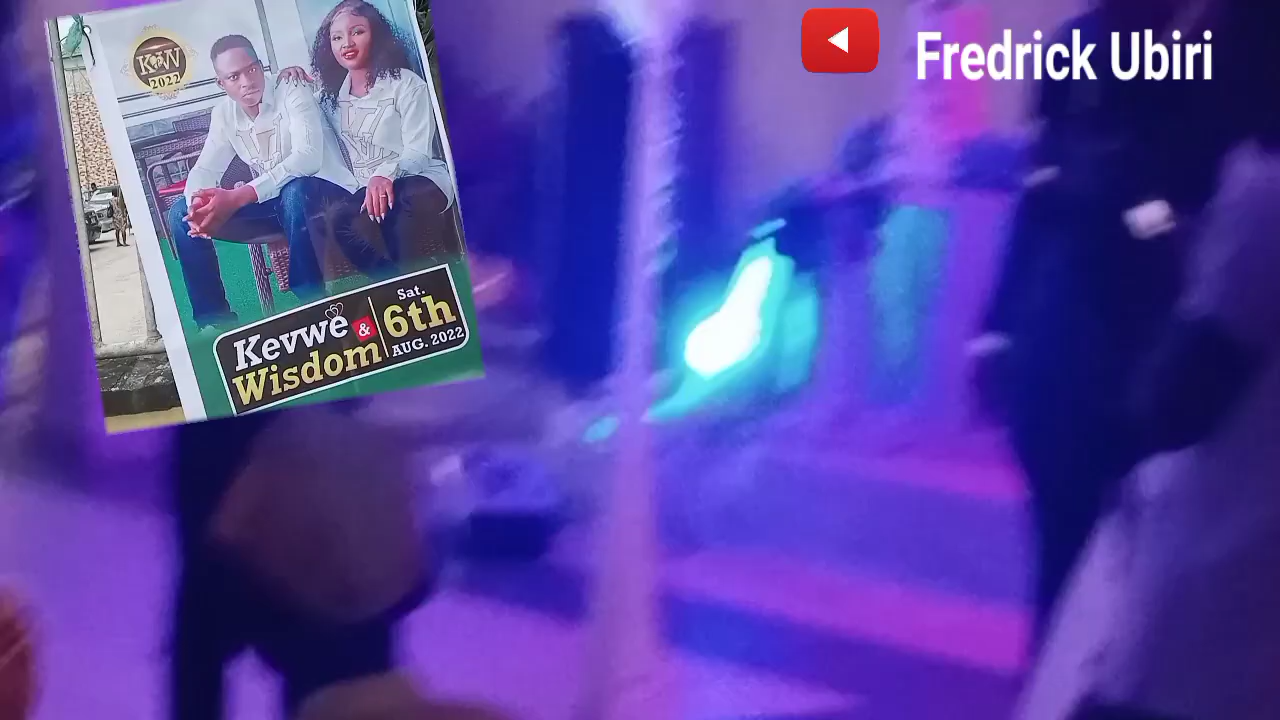 Fredrick Ubiri
K&W
2022
Kevwe &
Wisdom
Sat.
6th
AUG. 2022